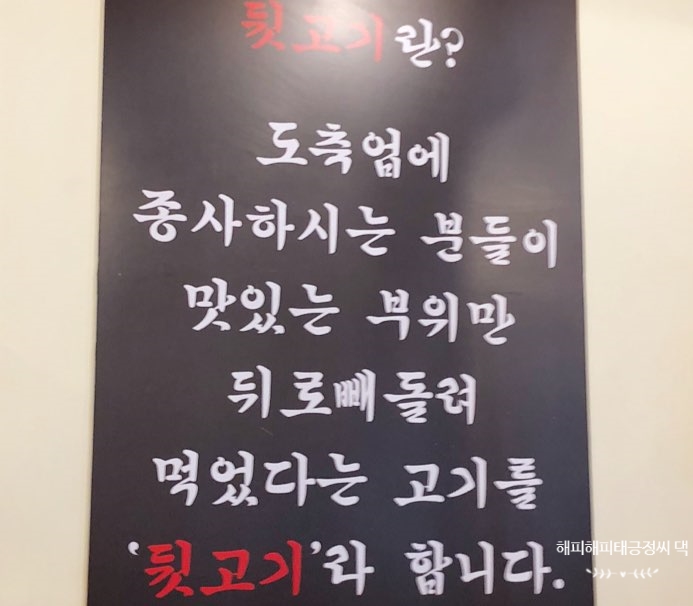 뒷고기란?
도축업에
종사하시는 분들이
맛있는 부위만
뒤로빼돌려
먹었다는 고기를
'뒷고기'라 합니다.
해피해피태긍정씨 댁